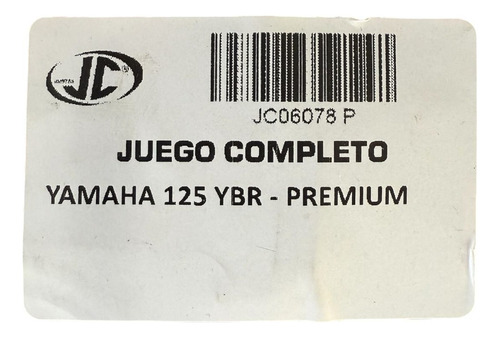 JC®
JC06078 P
JUEGO COMPLETO
YAMAHA 125 YBR - PREMIUM